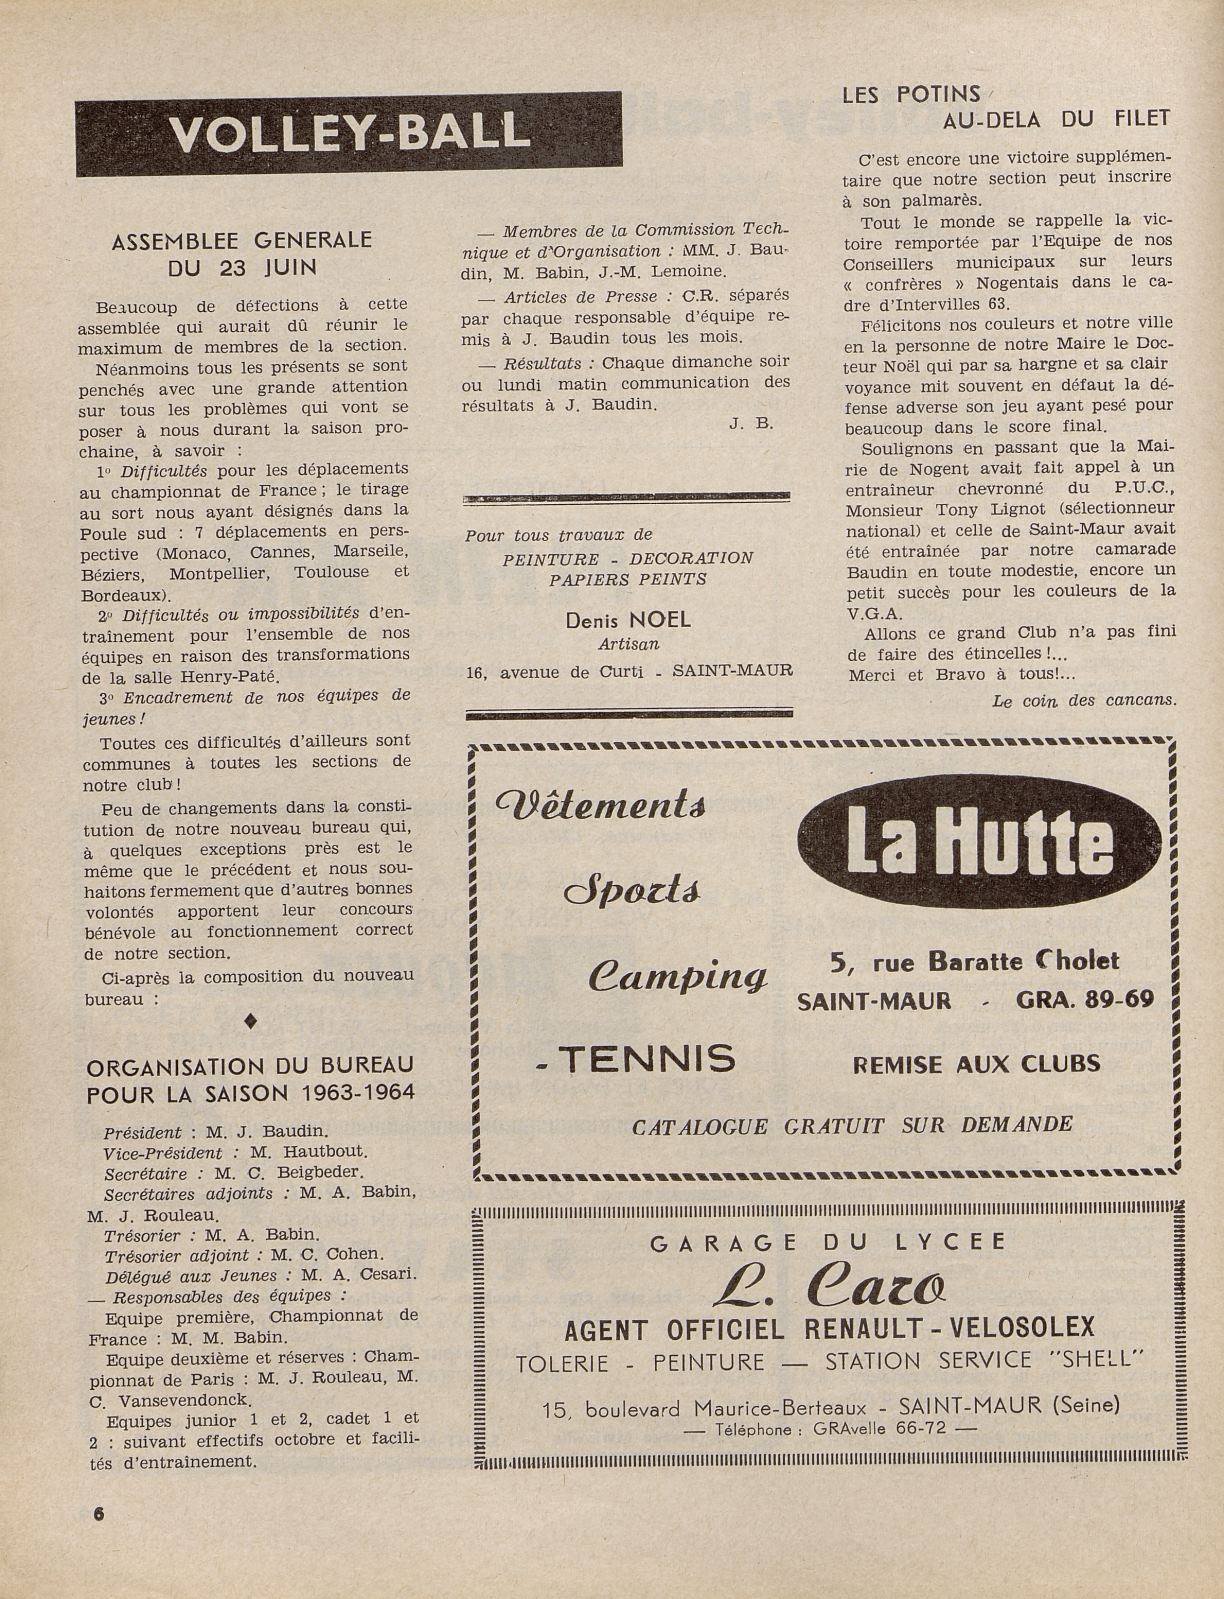 VOLLEY-BALL
ASSEMBLEE GENERALE
DU 23 JUIN
Beaucoup de défections à cette
assemblée qui aurait dû réunir le
maximum de membres de la section.
Néanmoins tous les présents se sont
penchés avec une grande attention
sur tous les problèmes qui vont se
poser à nous durant la saison pro-
chaine, à savoir :
1º Difficultés pour les déplacements
au championnat de France ; le tirage
au sort nous ayant désignés dans la
Poule sud : 7 déplacements en pers-
pective (Monaco, Cannes, Marseile,
Béziers, Montpellier, Toulouse et
Bordeaux).
2º Difficultés ou impossibilités d'en-
traînement pour l'ensemble de nos
équipes en raison des transformations
de la salle Henry-Paté.
3º Encadrement de nos équipes de
jeunes !
Toutes ces difficultés d'ailleurs sont
communes à toutes les sections de
notre club !
Peu de changements dans la consti-
tution de notre nouveau bureau qui,
à quelques exceptions près est le
même que le précédent et nous sou-
haitons fermement que d'autres bonnes
volontés apportent leur concours
bénévole au fonctionnement correct
de notre section.
Ci-après la composition du nouveau
bureau :
ORGANISATION DU BUREAU
POUR LA SAISON 1963-1964
Président : M. J. Baudin.
Vice-Président : M. Hautbout.
Secrétaire : M. C. Beigbeder.
Secrétaires adjoints : M. A. Babin,
M. J. Rouleau.
Trésorier : M. A. Babin.
Trésorier adjoint : M. C. Cohen.
Délégué aux Jeunes : M. A. Cesari.
— Responsables des équipes :
Equipe première, Championnat de
France : M. M. Babin.
Equipe deuxième et réserves : Cham-
pionnat de Paris : M. J. Rouleau, M.
C. Vansevendonck.
Equipes junior 1 et 2, cadet 1 et
2 : suivant effectifs octobre et facili-
tés d'entrainement.
— Membres de la Commission Tech-
nique et d'Organisation : MM. J. Bau-
din, M. Babin, J.-M. Lemoine.
— Articles de Presse : C.R. séparés
par chaque responsable d'équipe re-
mis à J. Baudin tous les mois.
— Résultats : Chaque dimanche soir
ou lundi matin communication des
résultats à J. Baudin.
J. B.
Pour tous travaux de
PEINTURE - DECORATION
PAPIERS PEINTS
Denis NOEL
Artisan
16, avenue de Curti - SAINT-MAUR
LES POTINS
AU-DELA DU FILET
C'est encore une victoire supplémen-
taire que notre section peut inscrire
à son palmarès.
Tout le monde se rappelle la vic-
toire remportée par l'Equipe de nos
Conseillers municipaux sur leurs
« confrères » Nogentais dans le ca-
dre d'Intervilles 63.
Félicitons nos couleurs et notre ville
en la personne de notre Maire le Doc-
teur Noël qui par sa hargne et sa clair
voyance mit souvent en défaut la dé-
fense adverse son jeu ayant pesé pour
beaucoup dans le score final.
Soulignons en passant que la Mai-
rie de Nogent avait fait appel à un
entraineur chevronné du P.U.C.,
Monsieur Tony Lignot (sélectionneur
national) et celle de Saint-Maur avait
été entraînée par notre camarade
Baudin en toute modestie, encore un
petit succès pour les couleurs de la
V.G.A.
Allons ce grand Club n'a pas fini
de faire des étincelles !...
Merci et Bravo à tous!...
Le coin des cancans.
Vêtements
Sports
Camping
- TENNIS
La Hutte
5, rue Baratte Cholet
SAINT-MAUR - GRA. 89-69
REMISE AUX CLUBS
CATALOGUE GRATUIT SUR DEMANDE
GARAGE DU LYCEE
L. Caro
AGENT OFFICIEL RENAULT - VELOSOLEX
TOLERIE - PEINTURE — STATION SERVICE "SHELL"
15, boulevard Maurice-Berteaux - SAINT-MAUR (Seine)
— Téléphone : GRAvelle 66-72 —
6